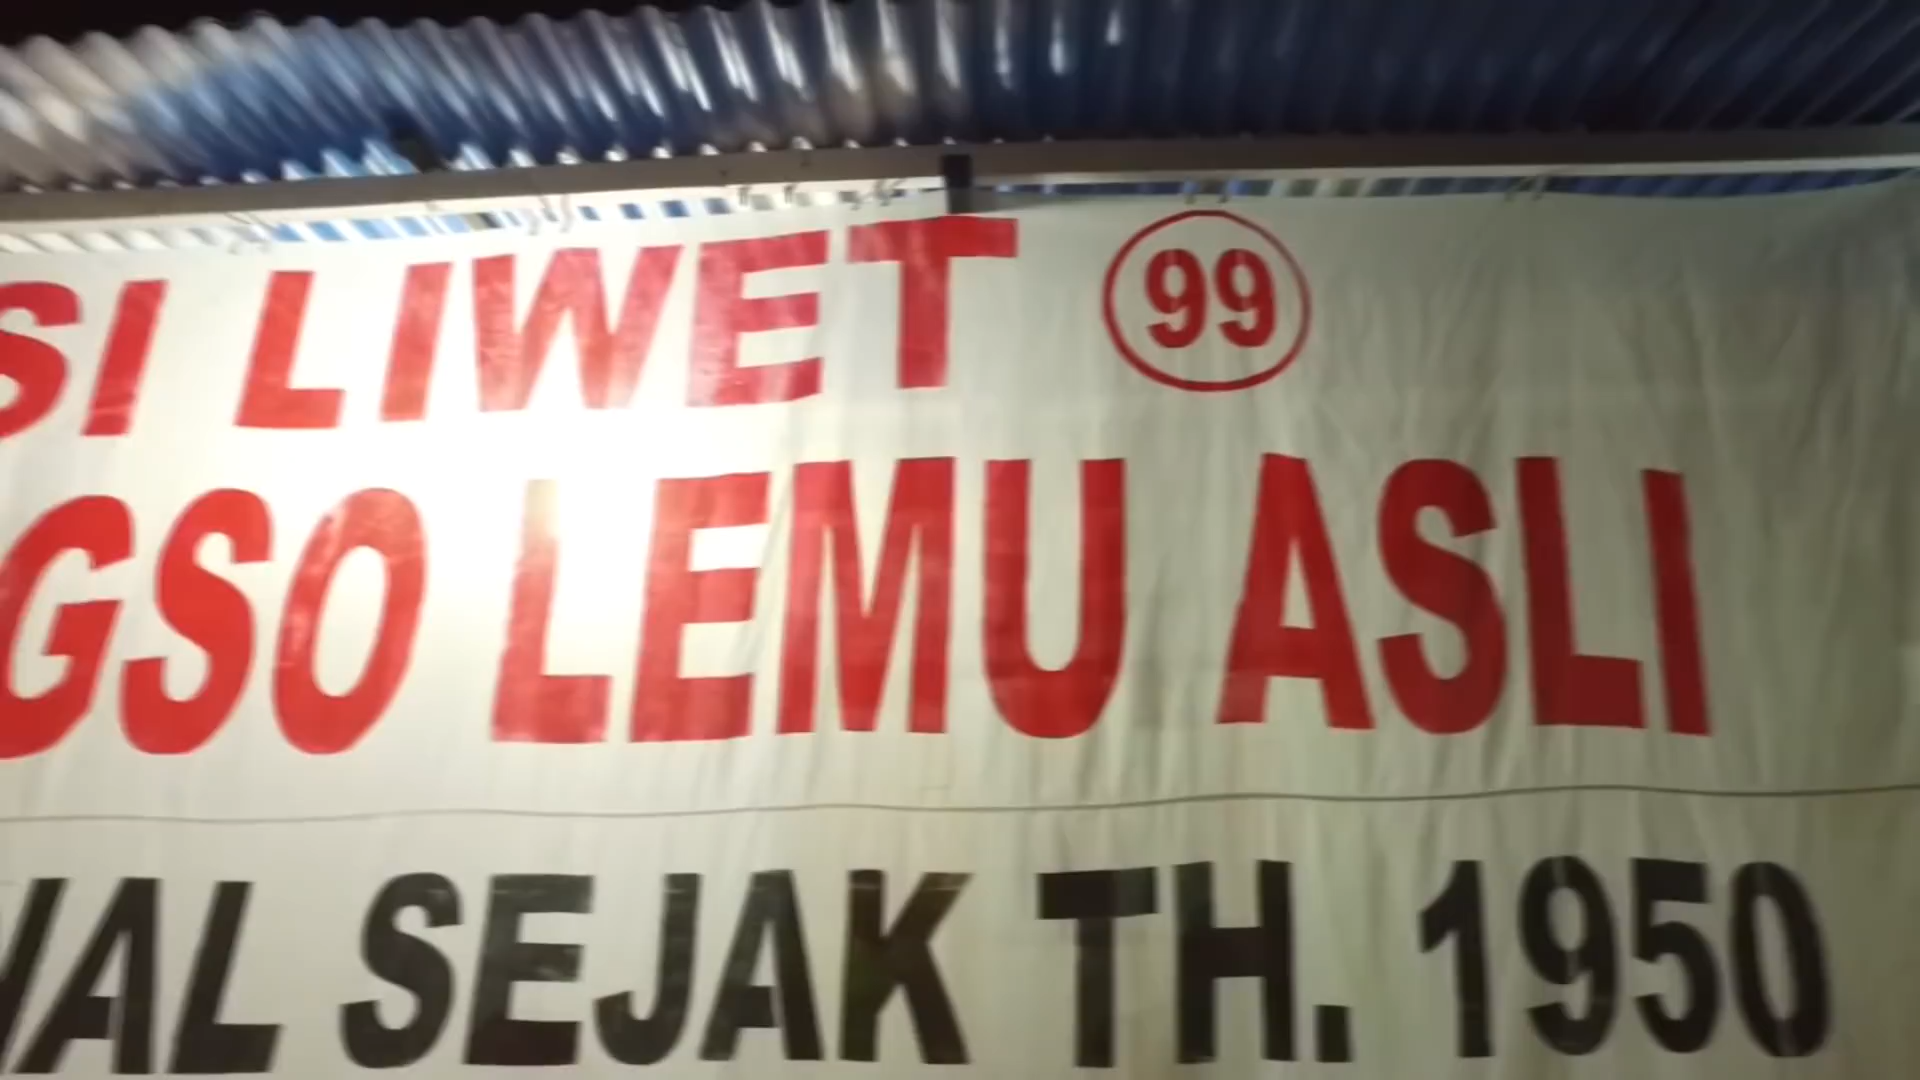 SI LIWET 99
GSO LEMU ASLI
AL SEJAK TH. 1950